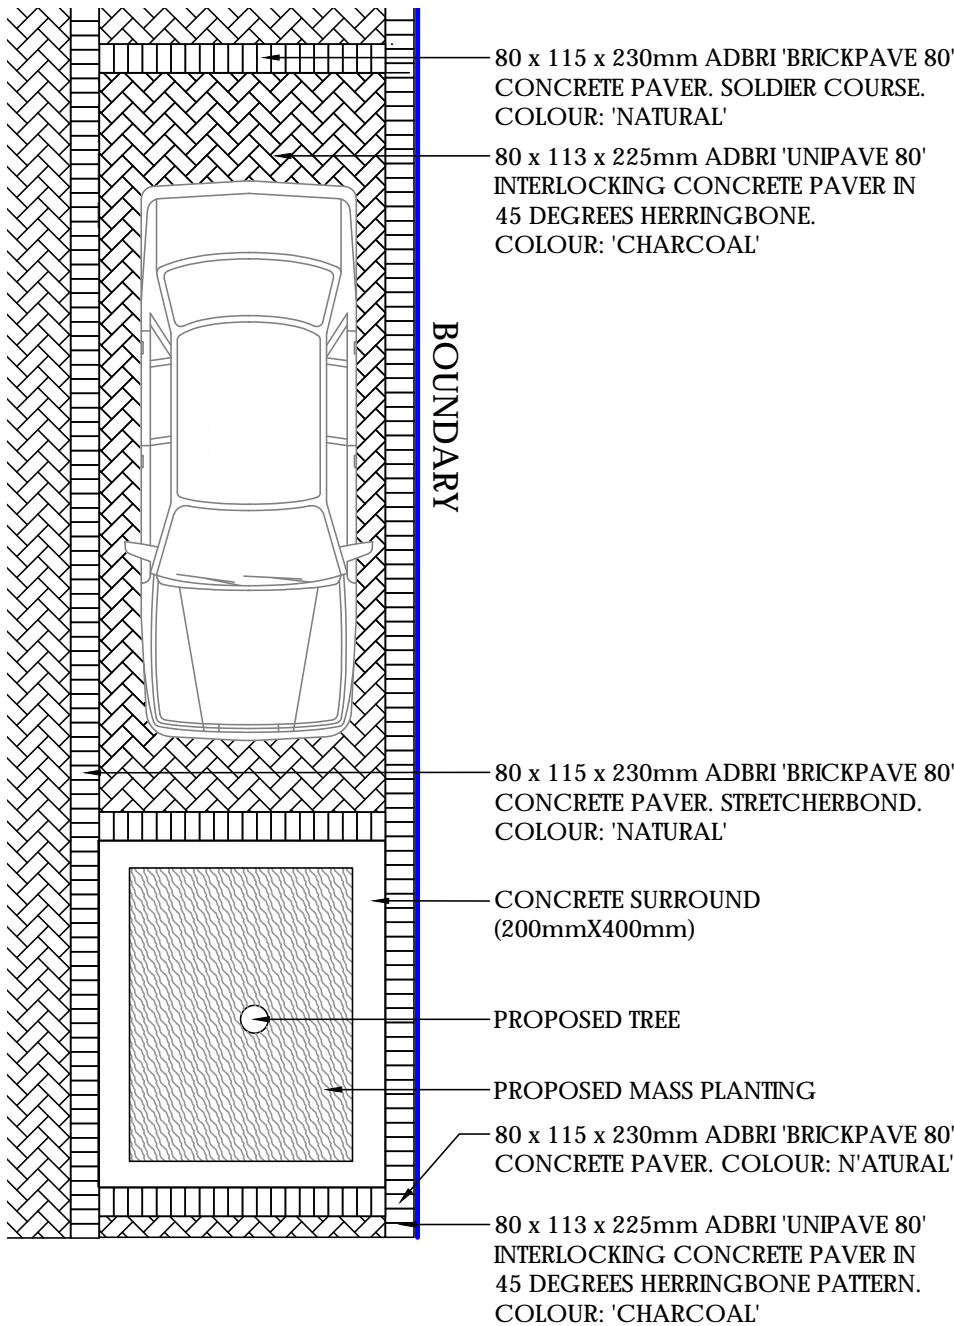 80 x 115 x 230mm ADBRI 'BRICKPAVE 80'
CONCRETE PAVER. SOLDIER COURSE.
COLOUR: 'NATURAL'
80 x 113 x 225mm ADBRI 'UNIPAVE 80'
INTERLOCKING CONCRETE PAVER IN
45 DEGREES HERRINGBONE.
COLOUR: 'CHARCOAL'
BOUNDARY
80 x 115 x 230mm ADBRI 'BRICKPAVE 80'
CONCRETE PAVER. STRETCHERBOND.
COLOUR: 'NATURAL'
CONCRETE SURROUND
(200mmX400mm)
PROPOSED TREE
PROPOSED MASS PLANTING
80 x 115 x 230mm ADBRI 'BRICKPAVE 80'
CONCRETE PAVER. COLOUR: N'ATURAL'
80 x 113 x 225mm ADBRI 'UNIPAVE 80'
INTERLOCKING CONCRETE PAVER IN
45 DEGREES HERRINGBONE PATTERN.
COLOUR: 'CHARCOAL'